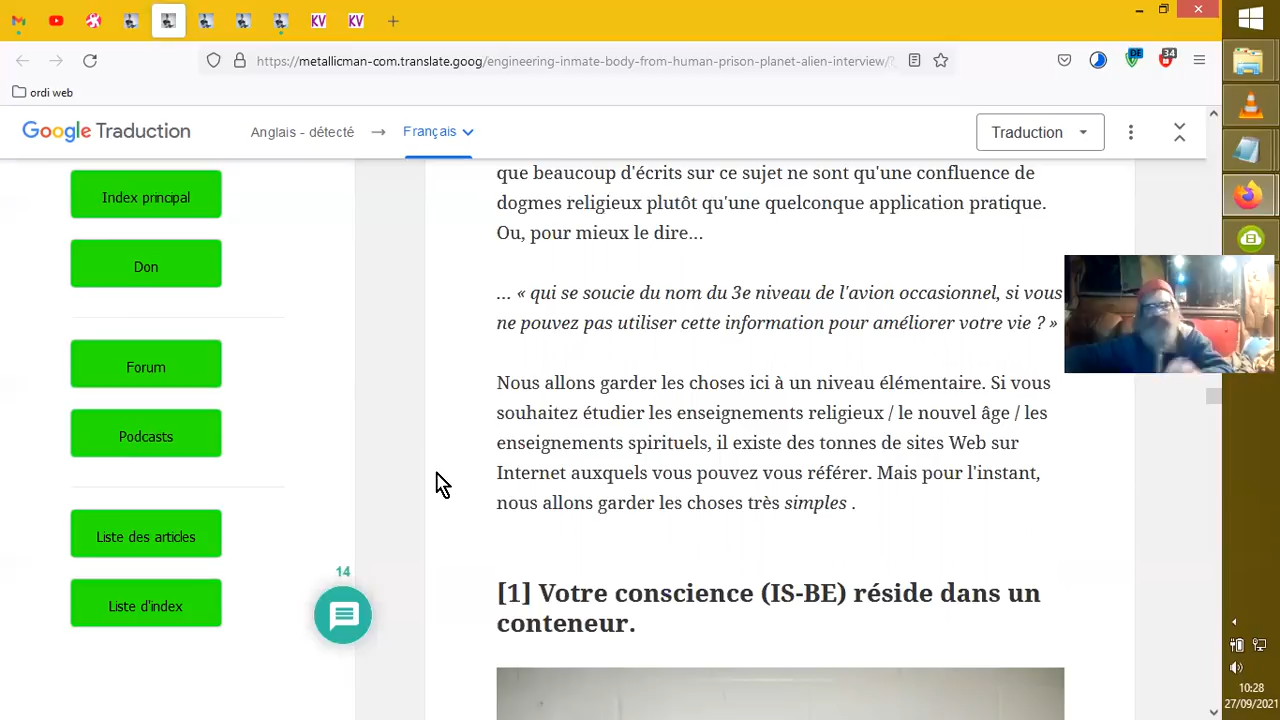 KV
KV
https://metallicman-com.translate.goog/engineering-inmate-body-from-human-prison-planet-alien-interview/?
DE
34
ordi web
Google Traduction
Anglais - détecté
Français
Traduction
Index principal
Don
Forum
Podcasts
Liste des articles
Liste d'index
14
que beaucoup d'écrits sur ce sujet ne sont qu'une confluence de
dogmes religieux plutôt qu'une quelconque application pratique.
Ou, pour mieux le dire...
... « qui se soucie du nom du 3e niveau de l'avion occasionnel, si vous
ne pouvez pas utiliser cette information pour améliorer votre vie ? »
Nous allons garder les choses ici à un niveau élémentaire. Si vous
souhaitez étudier les enseignements religieux / le nouvel âge / les
enseignements spirituels, il existe des tonnes de sites Web sur
Internet auxquels vous pouvez vous référer. Mais pour l'instant,
nous allons garder les choses très simples .
[1] Votre conscience (IS-BE) réside dans un
conteneur.
10:28
27/09/2021